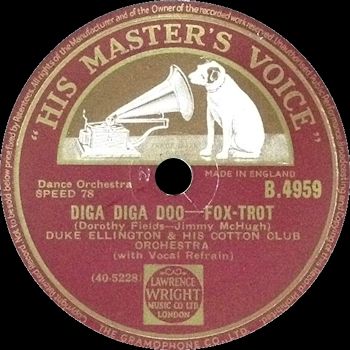 "HIS MASTER'S VOICE"
MADE IN ENGLAND
Dance Orchestra
SPEED 78
B.4959
DIGA DIGA DOO—FOX-TROT
(Dorothy Fields—Jimmy McHugh)
DUKE ELLINGTON & HIS COTTON CLUB
ORCHESTRA
(with Vocal Refrain)
(40-5228)
LAWRENCE
WRIGHT
MUSIC CO LTD
LONDON
THE GRAMOPHONE CO., LTD.